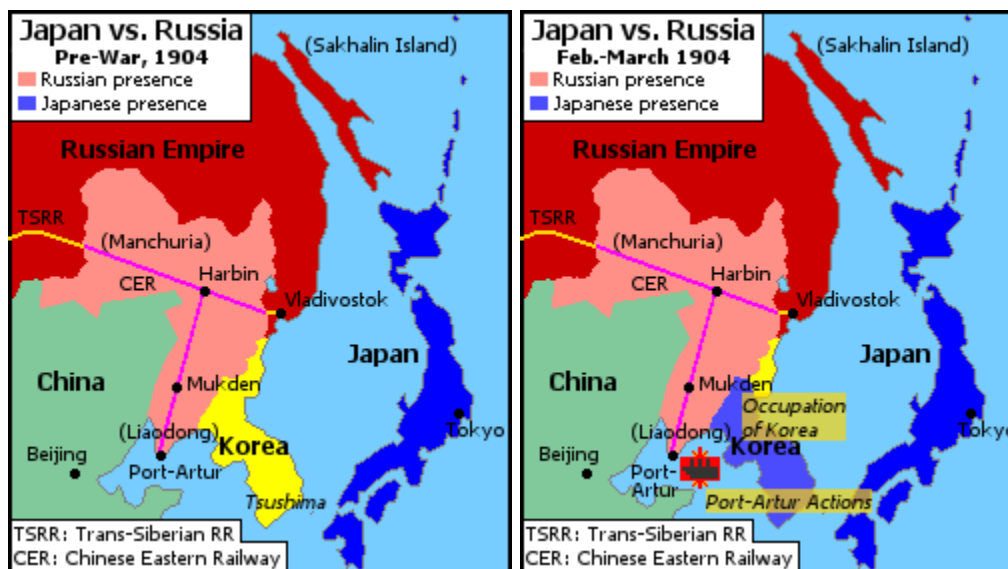 Japan vs. Russia
Pre-War, 1904
Russian presence
Japanese presence
(Sakhalin Island)
Russian Empire
TSRR
(Manchuria)
CER
Harbin
Vladivostok
Japan
China
Mukden
(Liaodong)
Korea
Tokyo
Beijing
Port-Artur
Tsushima
TSRR: Trans-Siberian RR
CER: Chinese Eastern Railway
Japan vs. Russia
Feb.-March 1904
Russian presence
Japanese presence
(Sakhalin Island)
Russian Empire
TSRR
(Manchuria)
CER
Harbin
Vladivostok
Japan
China
Mukden
Occupation
of Korea
(Liaodong)
Korea
Tokyo
Beijing
Port-
Artur
Port-Artur Actions
TSRR: Trans-Siberian RR
CER: Chinese Eastern Railway